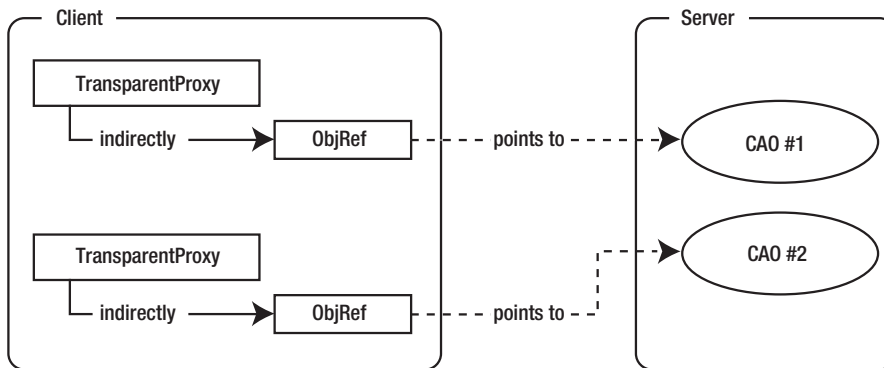 Client
Server
TransparentProxy
indirectly
ObjRef
points to
CAO #1
TransparentProxy
indirectly
ObjRef
points to
CAO #2